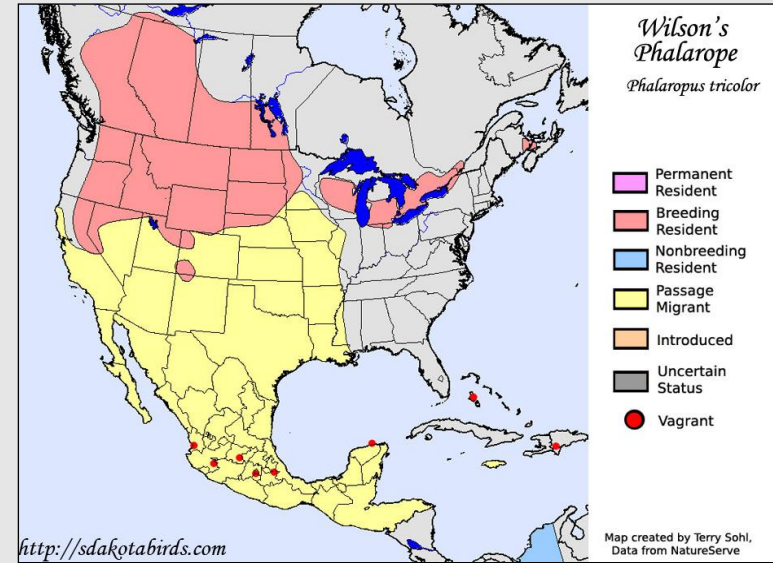 Wilson's
Phalarope
Phalaropus tricolor
Permanent
Resident
Breeding
Resident
Nonbreeding
Resident
Passage
Migrant
Introduced
Uncertain
Status
Vagrant
http://sdakotabirds.com
Map created by Terry Sohl,
Data from NatureServe